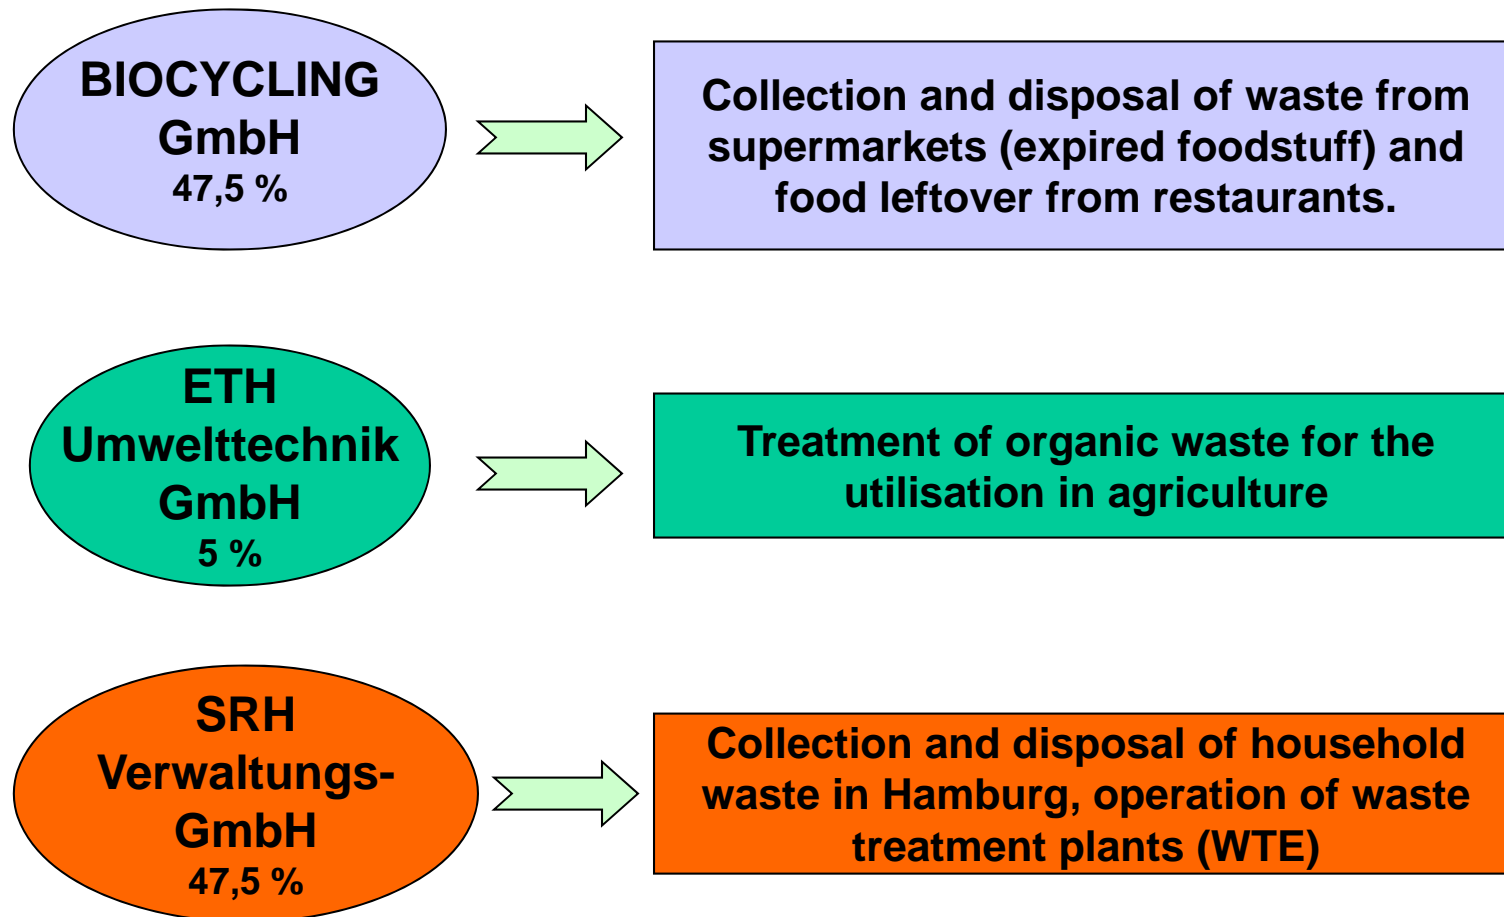 BIOCYCLING
GmbH
47,5 %
Collection and disposal of waste from
supermarkets (expired foodstuff) and
food leftover from restaurants.
ETH
Umwelttechnik
GmbH
5 %
Treatment of organic waste for the
utilisation in agriculture
SRH
Verwaltungs-
GmbH
47,5 %
Collection and disposal of household
waste in Hamburg, operation of waste
treatment plants (WTE)